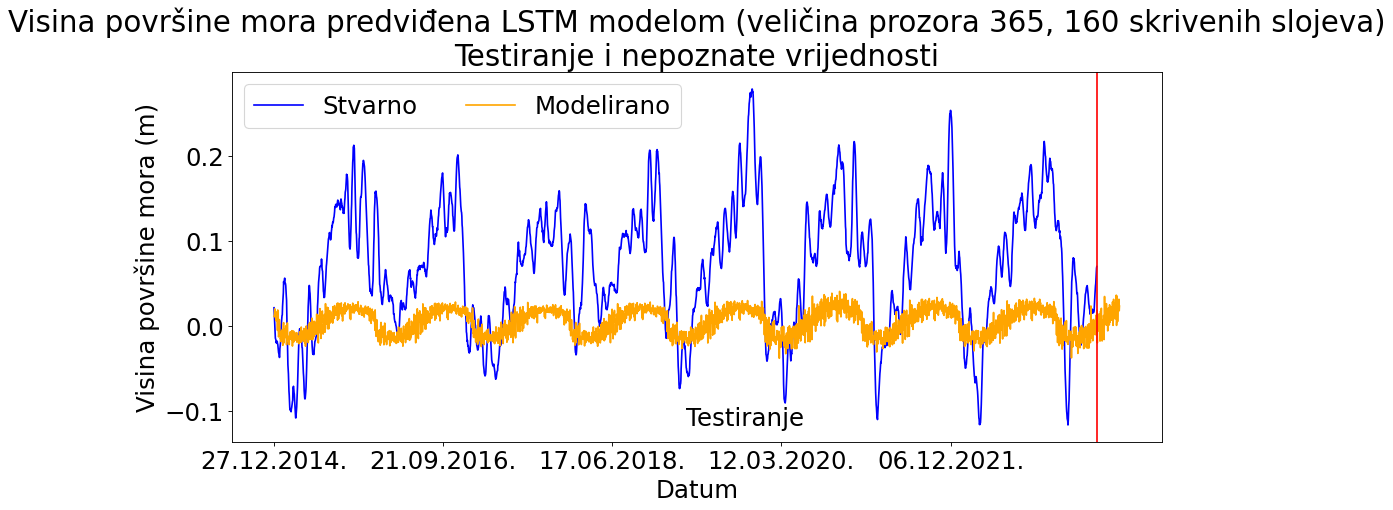 Visina površine mora predviđena LSTM modelom (veličina prozora 365, 160 skrivenih slojeva)
Testiranje i nepoznate vrijednosti
Stvarno
Modelirano
Visina površine mora (m)
0.2
0.1
0.0
−0.1
Testiranje
27.12.2014.
21.09.2016.
17.06.2018.
12.03.2020.
06.12.2021.
Datum